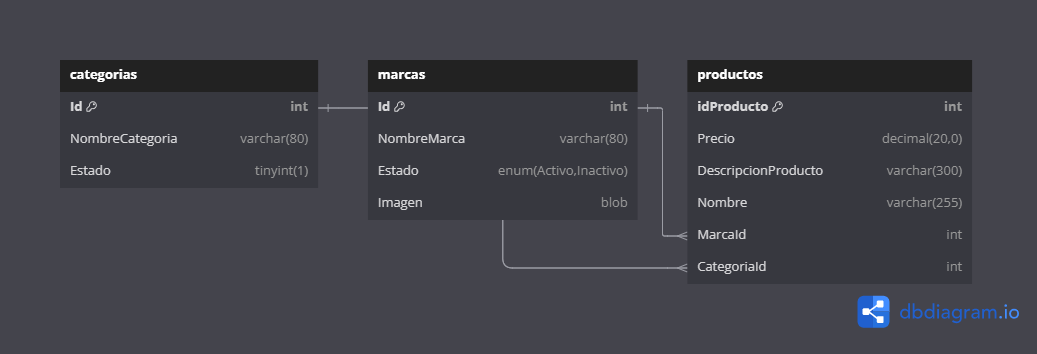 categorias
Id int
NombreCategoria varchar(80)
Estado tinyint(1)
marcas
Id int
NombreMarca varchar(80)
Estado enum(Activo,Inactivo)
Imagen blob
productos
idProducto int
Precio decimal(20,0)
DescripcionProducto varchar(300)
Nombre varchar(255)
MarcaId int
CategoriaId int
dbdiagram.io